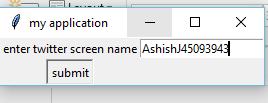 my application
enter twitter screen name AshishJ45093943
submit